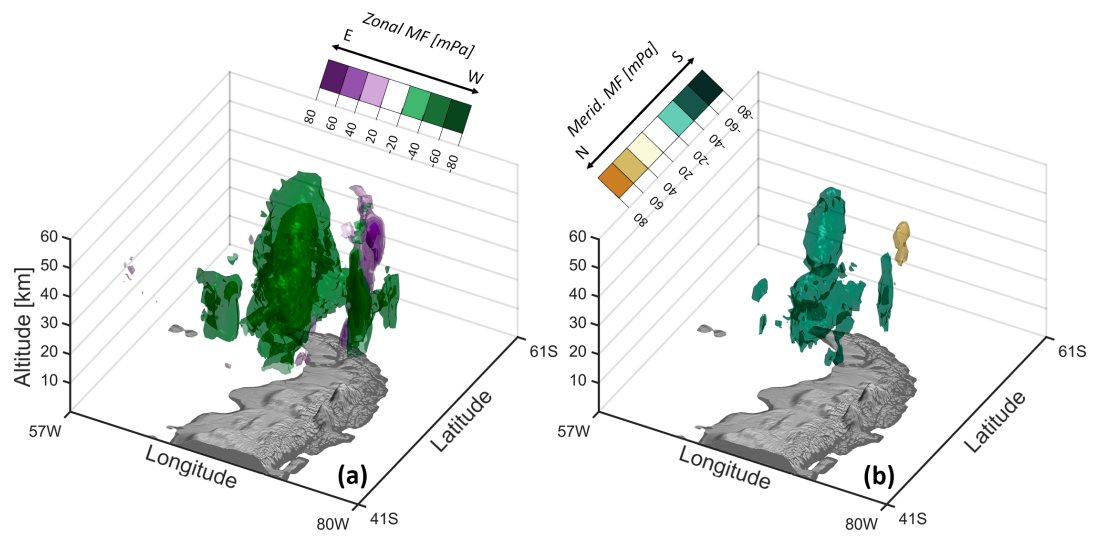 Zonal MF [mPa]
E
W
80
60
40
20
-20
-40
-60
-80
60
50
40
30
20
10
Altitude [km]
57W
Longitude
80W
41S
Latitude
61S
(a)
Merid. MF [mPa]
S
N
-80
-60
-40
-20
20
40
60
80
60
50
40
30
20
10
57W
Longitude
80W
41S
Latitude
61S
(b)